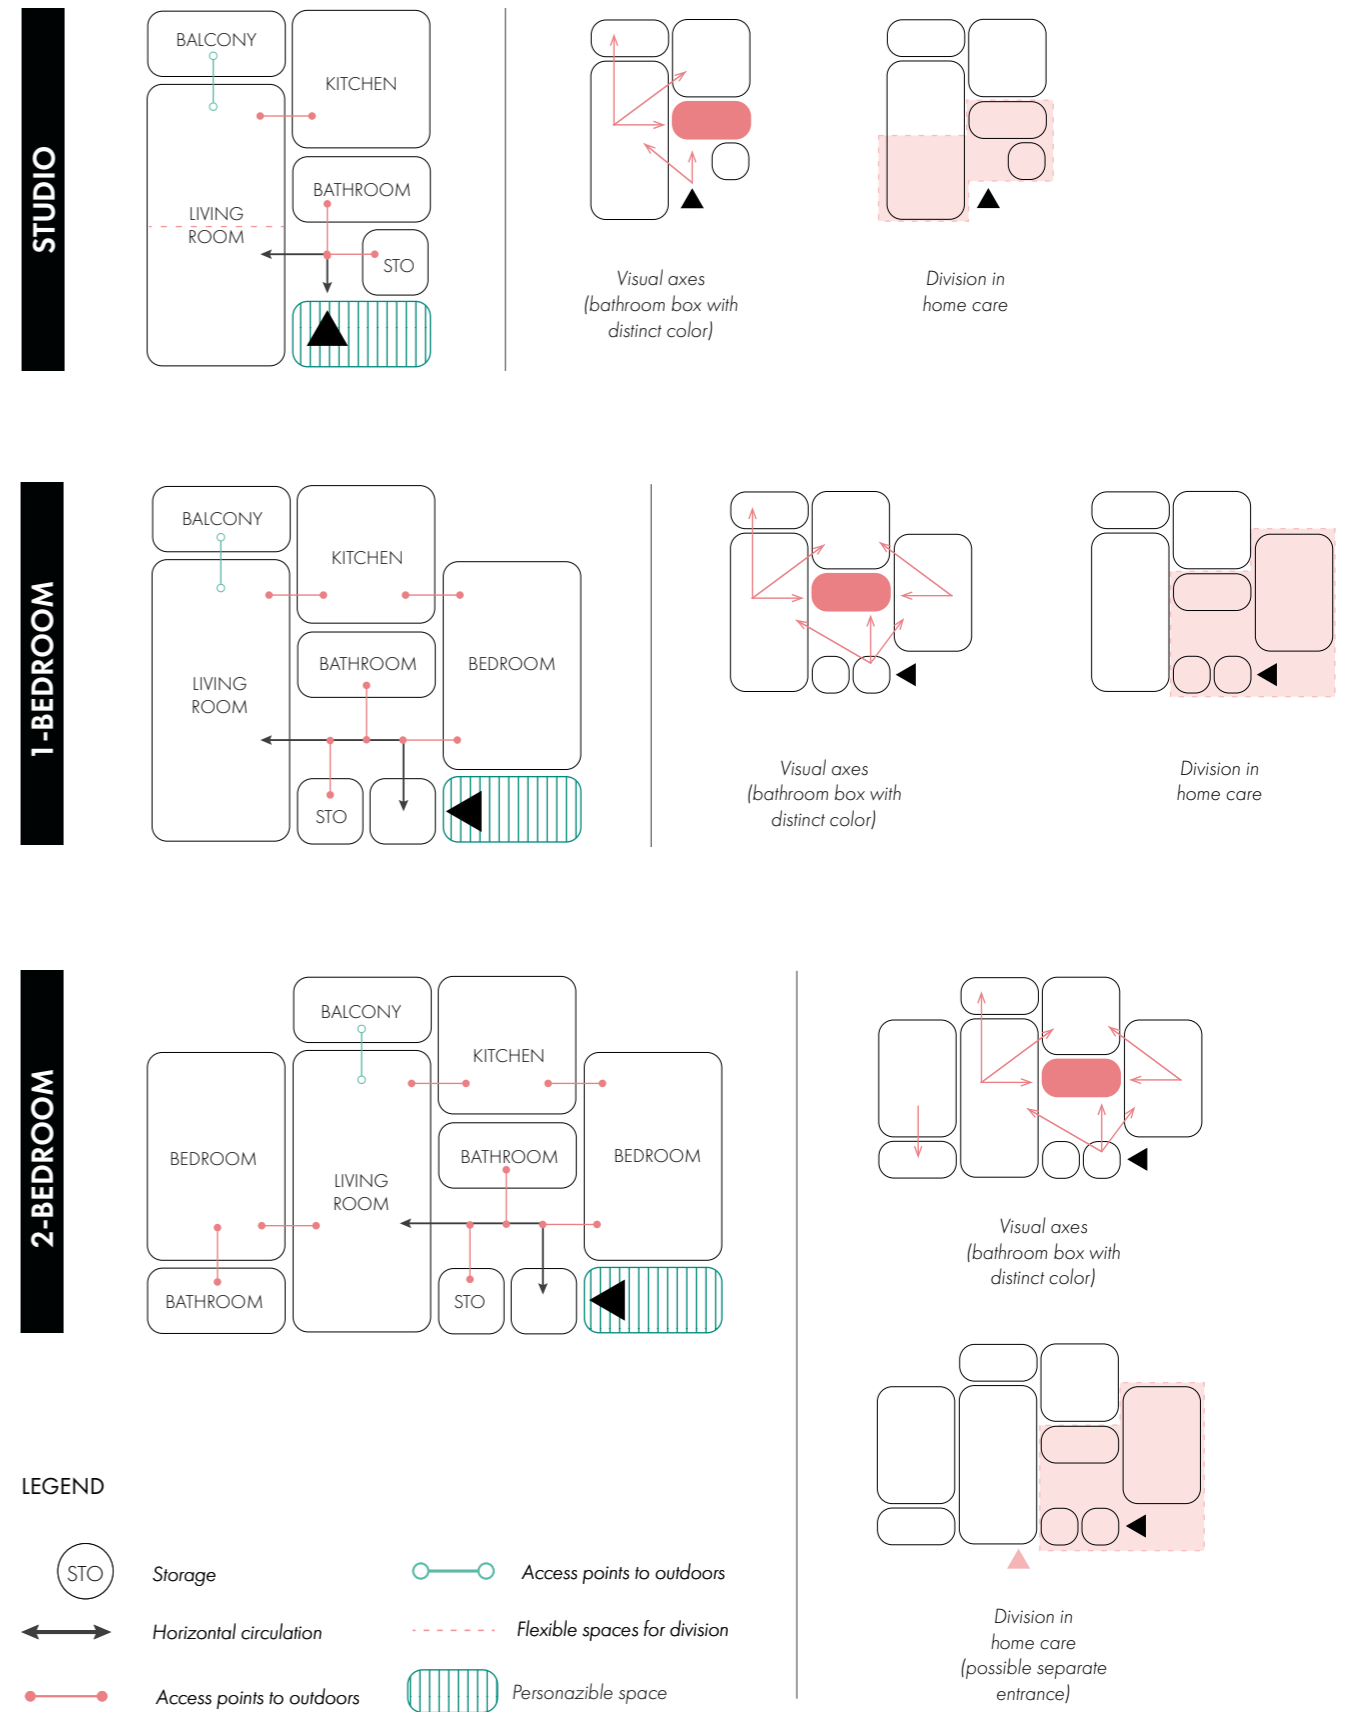 STUDIO
BALCONY
KITCHEN
BATHROOM
LIVING
ROOM
STO
Visual axes
(bathroom box with
distinct color)
Division in
home care
1-BEDROOM
BALCONY
KITCHEN
BATHROOM
BEDROOM
LIVING
ROOM
STO
Visual axes
(bathroom box with
distinct color)
Division in
home care
2-BEDROOM
BALCONY
KITCHEN
BEDROOM
BATHROOM
BEDROOM
LIVING
ROOM
BATHROOM
STO
Visual axes
(bathroom box with
distinct color)
Division in
home care
(possible separate
entrance)
LEGEND
STO
Storage
Access points to outdoors
Horizontal circulation
Flexible spaces for division
Access points to outdoors
Personazible space